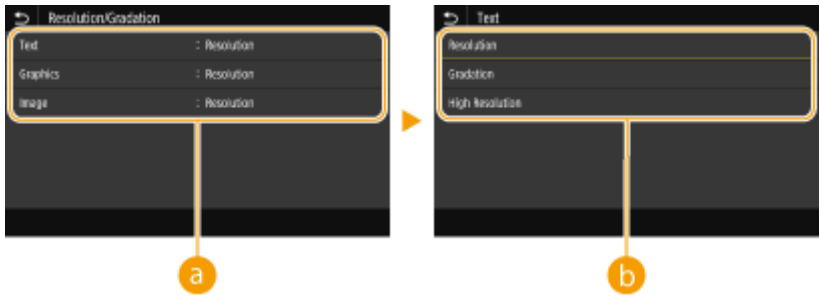 Resolution/Gradation
Text : Resolution
Graphics : Resolution
Image : Resolution
a
Text
Resolution
Gradation
High Resolution
b